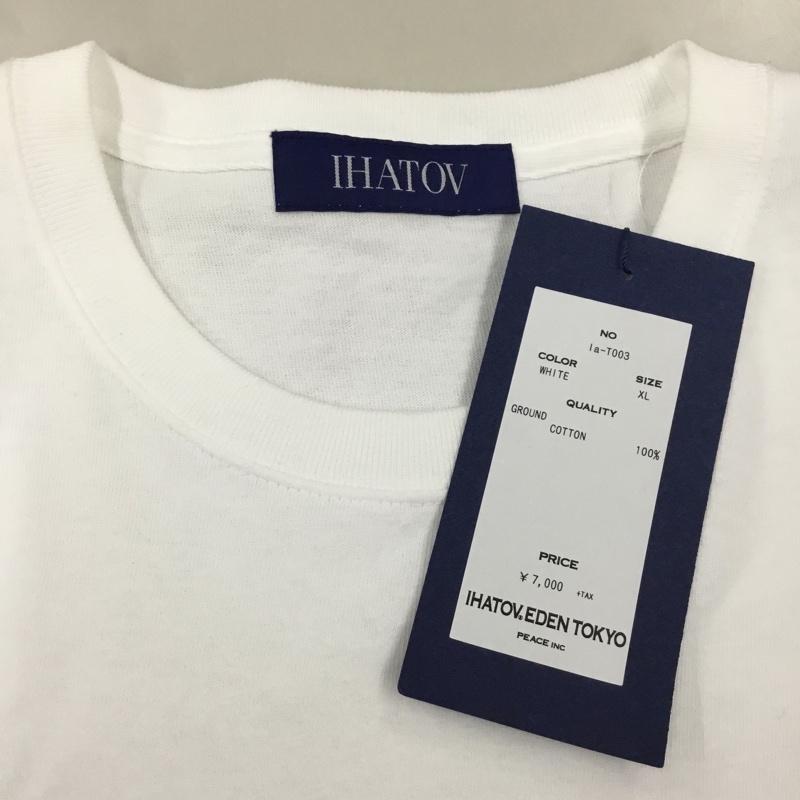 IHATOV
NO
Ia-T003
COLOR
WHITE
SIZE
XL
QUALITY
GROUND
COTTON
100%
PRICE
¥7,000 +TAX
IHATOV. EDEN TOKYO
PEACE INC